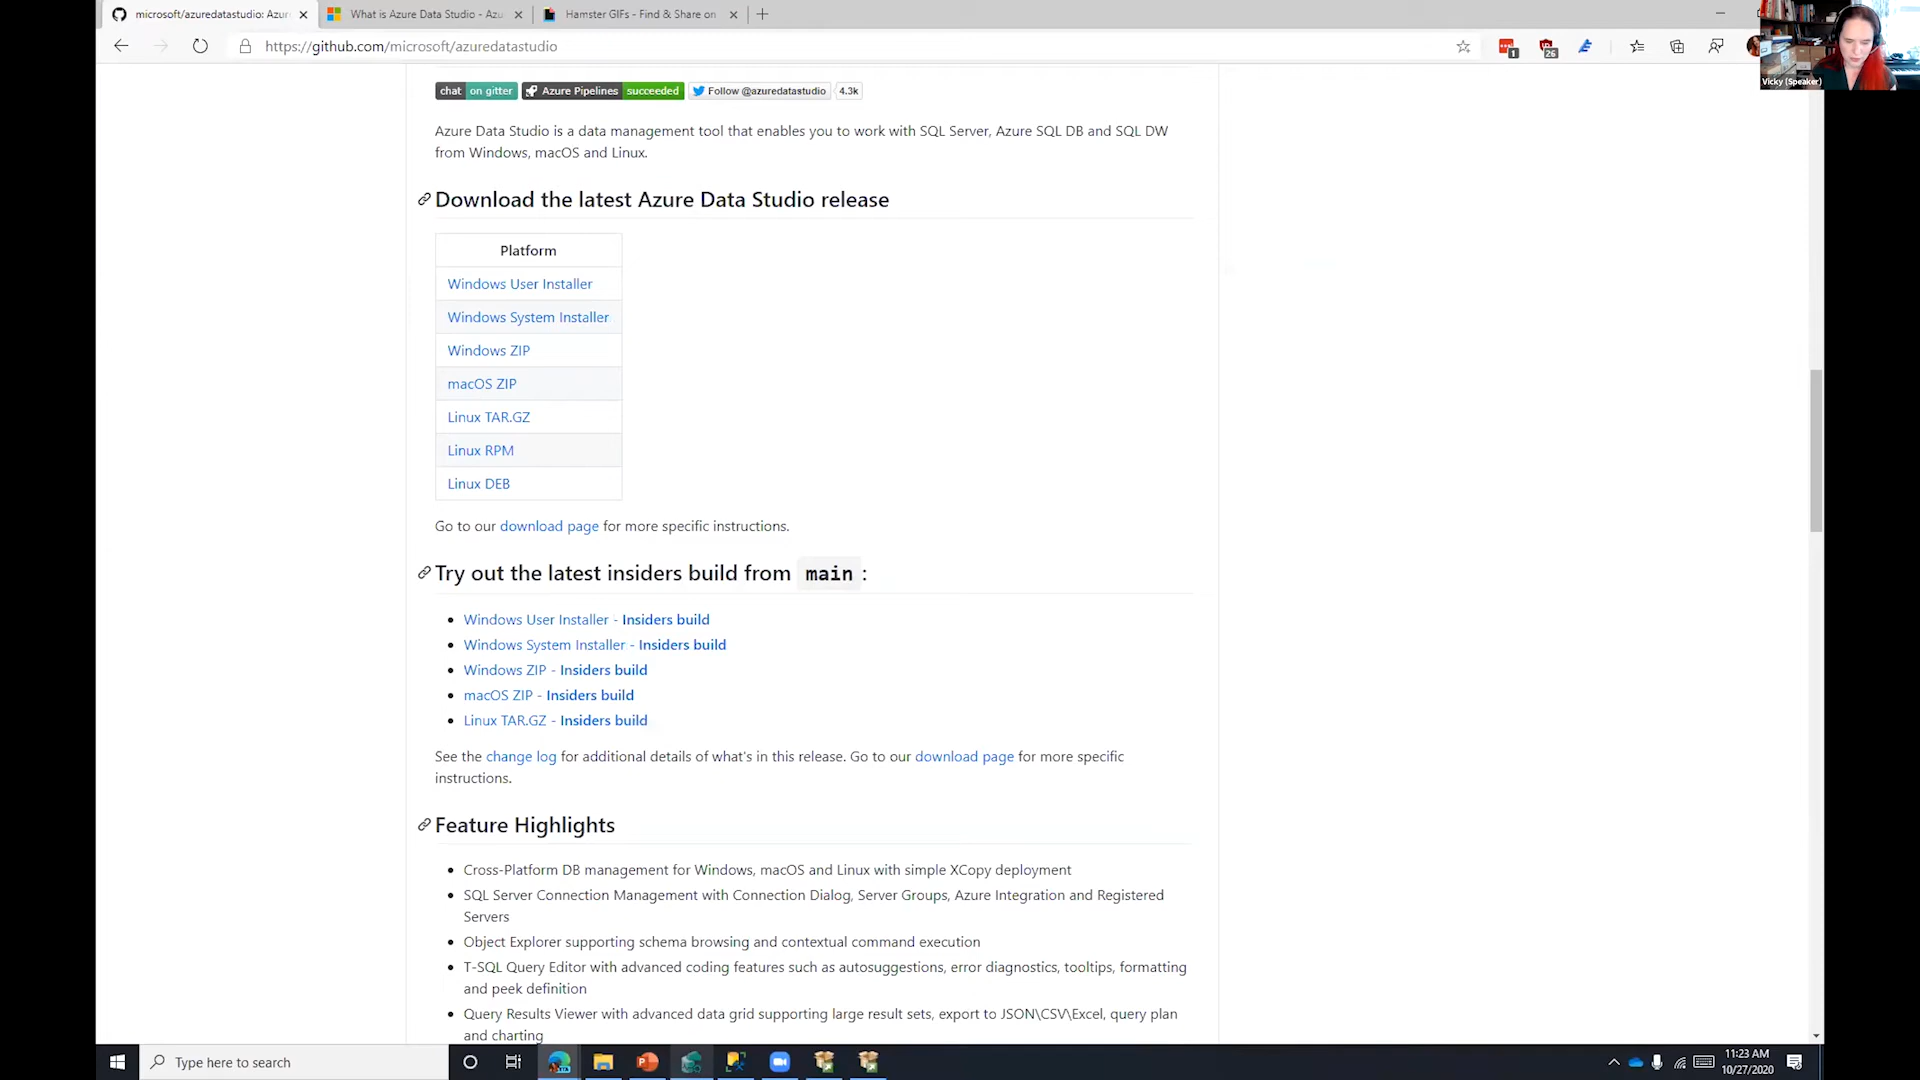 microsoft/azuredatastudio: Azur
What is Azure Data Studio - Azu
Hamster GIFs - Find & Share on
https://github.com/microsoft/azuredatastudio
1
26
Vicky (Speaker)
chat on gitter
Azure Pipelines succeeded
Follow @azuredatastudio
4.3k
Azure Data Studio is a data management tool that enables you to work with SQL Server, Azure SQL DB and SQL DW
from Windows, macOS and Linux.
Download the latest Azure Data Studio release
Platform
Windows User Installer
Windows System Installer
Windows ZIP
macOS ZIP
Linux TAR.GZ
Linux RPM
Linux DEB
Go to our download page for more specific instructions.
Try out the latest insiders build from main :
Windows User Installer - Insiders build
Windows System Installer - Insiders build
Windows ZIP - Insiders build
macOS ZIP - Insiders build
Linux TAR.GZ - Insiders build
See the change log for additional details of what's in this release. Go to our download page for more specific
instructions.
Feature Highlights
Cross-Platform DB management for Windows, macOS and Linux with simple XCopy deployment
SQL Server Connection Management with Connection Dialog, Server Groups, Azure Integration and Registered
Servers
Object Explorer supporting schema browsing and contextual command execution
T-SQL Query Editor with advanced coding features such as autosuggestions, error diagnostics, tooltips, formatting
and peek definition
Query Results Viewer with advanced data grid supporting large result sets, export to JSON\CSV\Excel, query plan
and charting
Type here to search
11:23 AM
10/27/2020